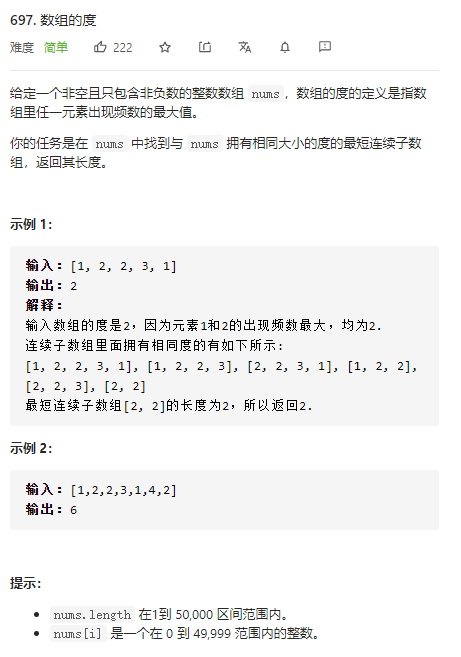 697. 数组的度
难度 简单 222
给定一个非空且只包含非负数的整数数组 nums，数组的度的定义是指数
组里任一元素出现频数的最大值。
你的任务是在 nums 中找到与 nums 拥有相同大小的度的最短连续子数
组，返回其长度。
示例 1：
输入：[1, 2, 2, 3, 1]
输出：2
解释：
输入数组的度是2，因为元素1和2的出现频数最大，均为2.
连续子数组里面拥有相同度的有如下所示:
[1, 2, 2, 3, 1], [1, 2, 2, 3], [2, 2, 3, 1], [1, 2, 2],
[2, 2, 3], [2, 2]
最短连续子数组[2, 2]的长度为2，所以返回2.
示例 2：
输入：[1,2,2,3,1,4,2]
输出：6
提示：
nums.length 在1到 50,000 区间范围内。
nums[i] 是一个在 0 到 49,999 范围内的整数。